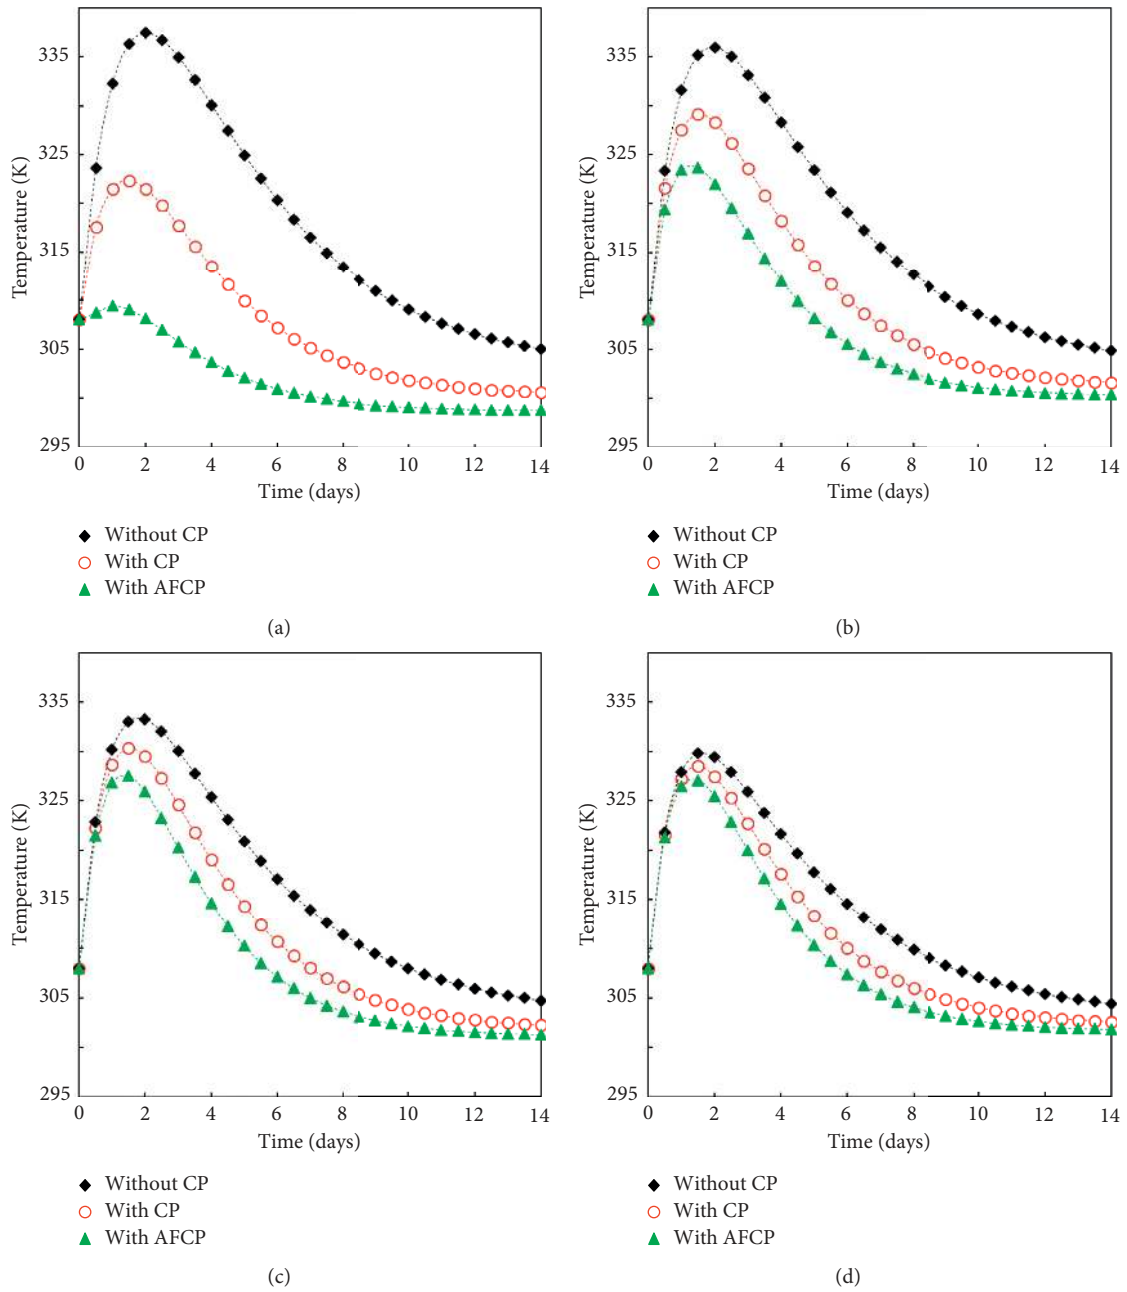 335
325
315
305
295
Temperature (K)
0 2 4 6 8 10 12 14
Time (days)
Without CP
With CP
With AFCP
(a)
335
325
315
305
295
Temperature (K)
0 2 4 6 8 10 12 14
Time (days)
Without CP
With CP
With AFCP
(b)
335
325
315
305
295
Temperature (K)
0 2 4 6 8 10 12 14
Time (days)
Without CP
With CP
With AFCP
(c)
335
325
315
305
295
Temperature (K)
0 2 4 6 8 10 12 14
Time (days)
Without CP
With CP
With AFCP
(d)